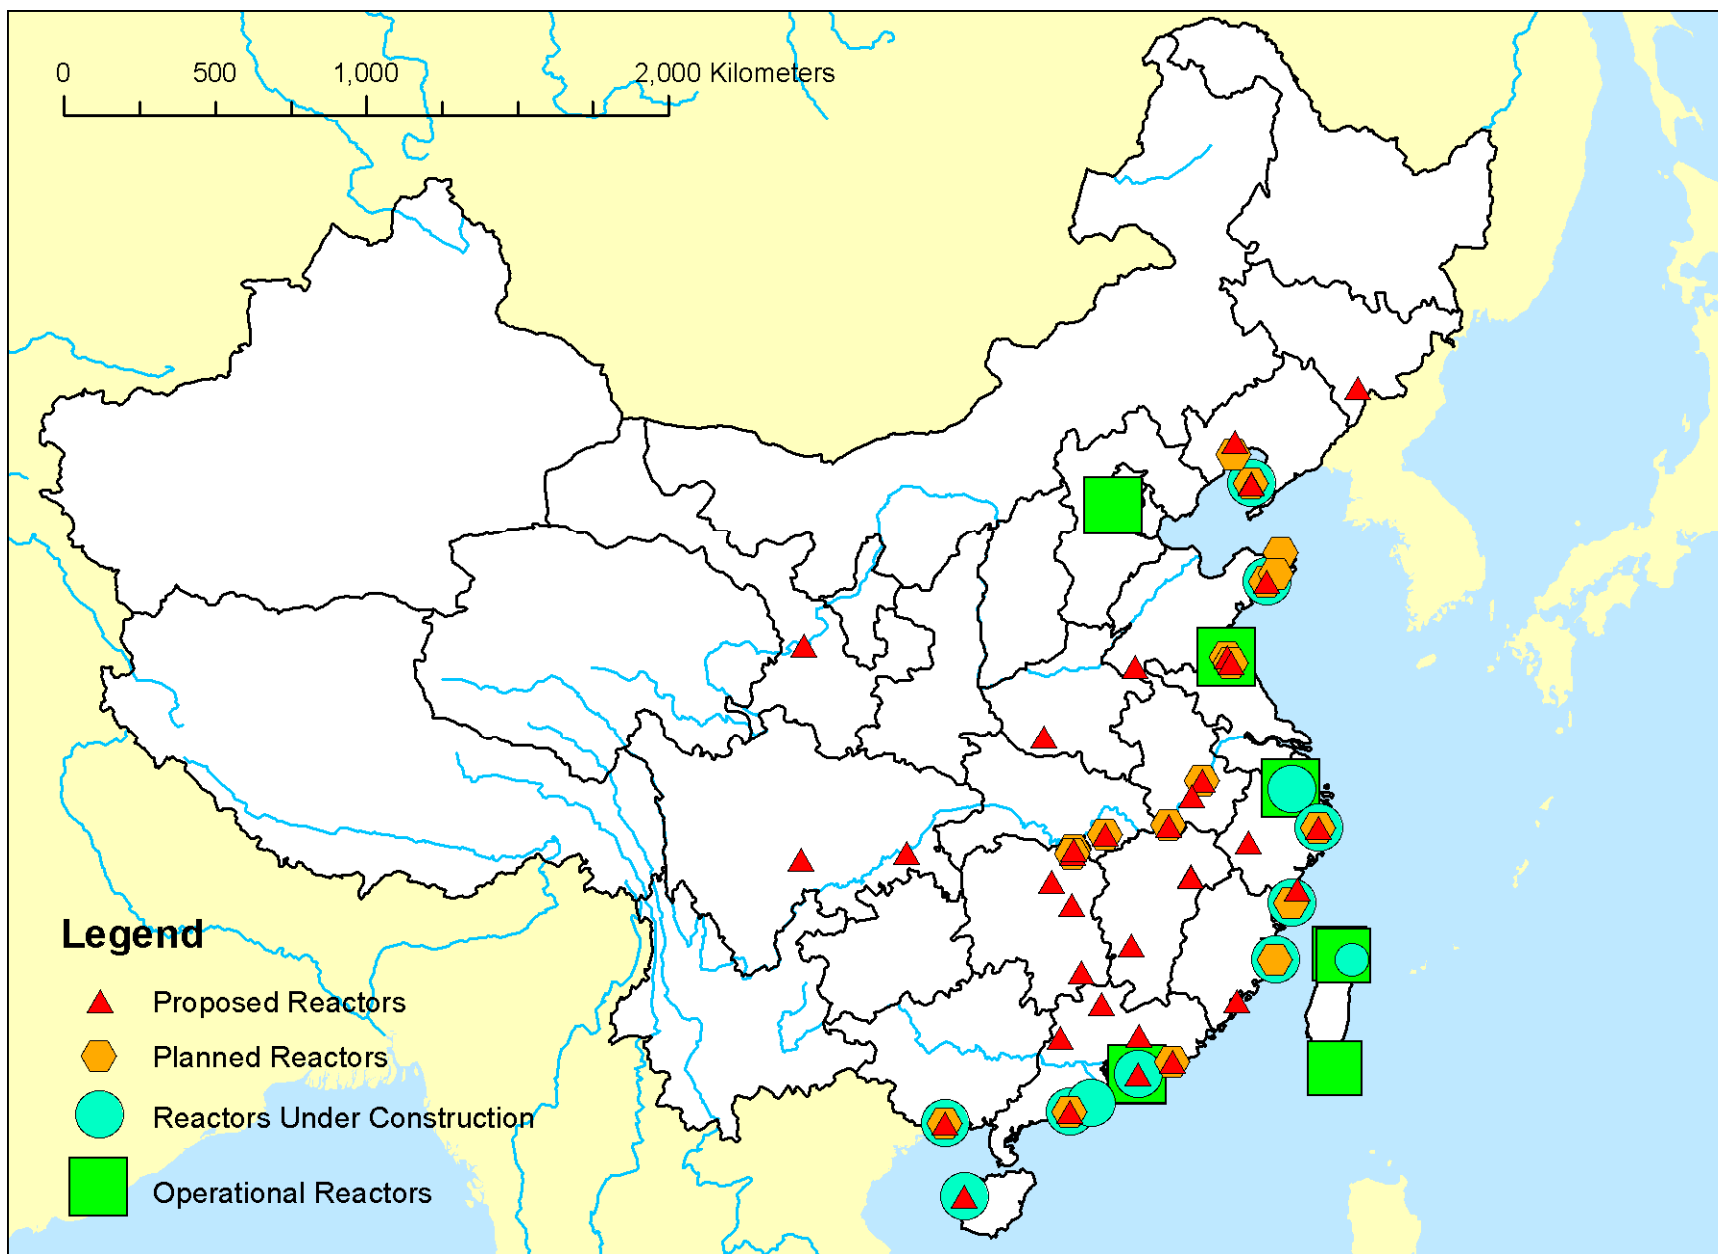 0 500 1,000 2,000 Kilometers
Legend
Proposed Reactors
Planned Reactors
Reactors Under Construction
Operational Reactors